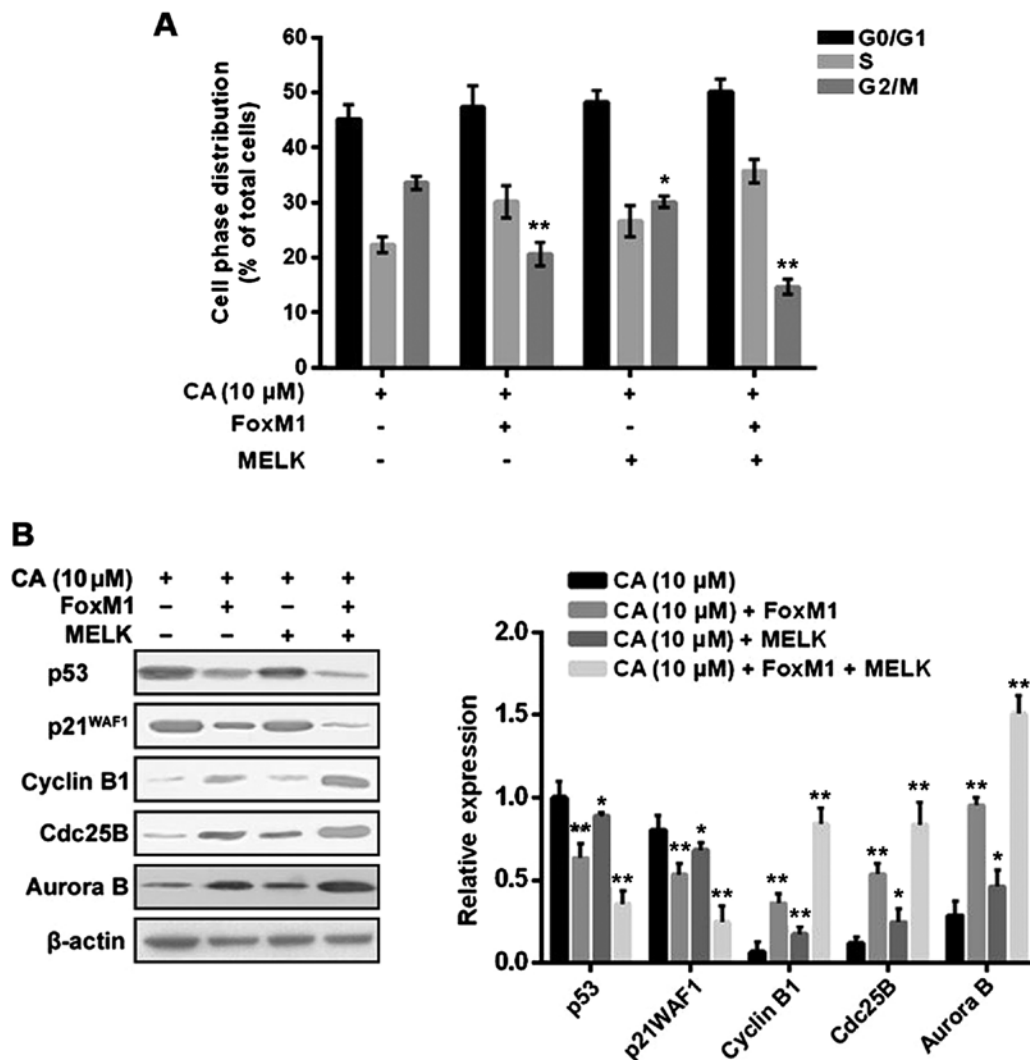 A
60
50
40
30
20
10
0
Cell phase distribution
(% of total cells)
G0/G1
S
G2/M
**
*
**
CA (10 µM) + + + +
FoxM1 - + - +
MELK - - + +
B
CA (10 µM) + + + +
FoxM1 – + – +
MELK – – + +
p53
p21WAF1
Cyclin B1
Cdc25B
Aurora B
β-actin
CA (10 µM)
CA (10 µM) + FoxM1
CA (10 µM) + MELK
CA (10 µM) + FoxM1 + MELK
2.0
1.5
1.0
0.5
0.0
Relative expression
** * **
** * **
** ** **
** * **
** * **
p53
p21WAF1
Cyclin B1
Cdc25B
Aurora B